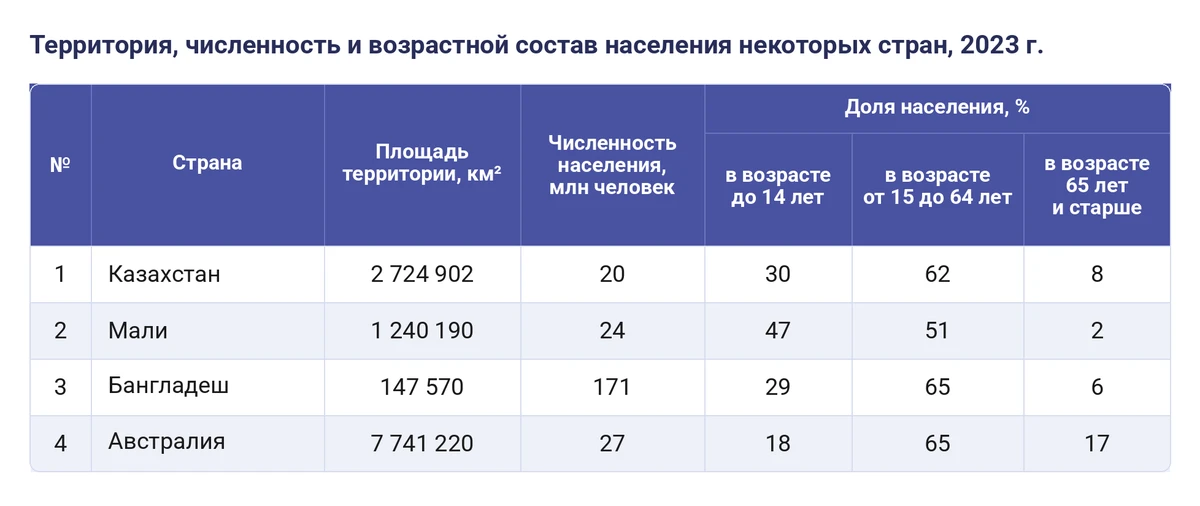 Территория, численность и возрастной состав населения некоторых стран, 2023 г.
№
Страна
Площадь
территории, км²
Численность
населения,
млн человек
Доля населения, %
в возрасте
до 14 лет
в возрасте
от 15 до 64 лет
в возрасте
65 лет
и старше
1 Казахстан 2 724 902 20 30 62 8
2 Мали 1 240 190 24 47 51 2
3 Бангладеш 147 570 171 29 65 6
4 Австралия 7 741 220 27 18 65 17